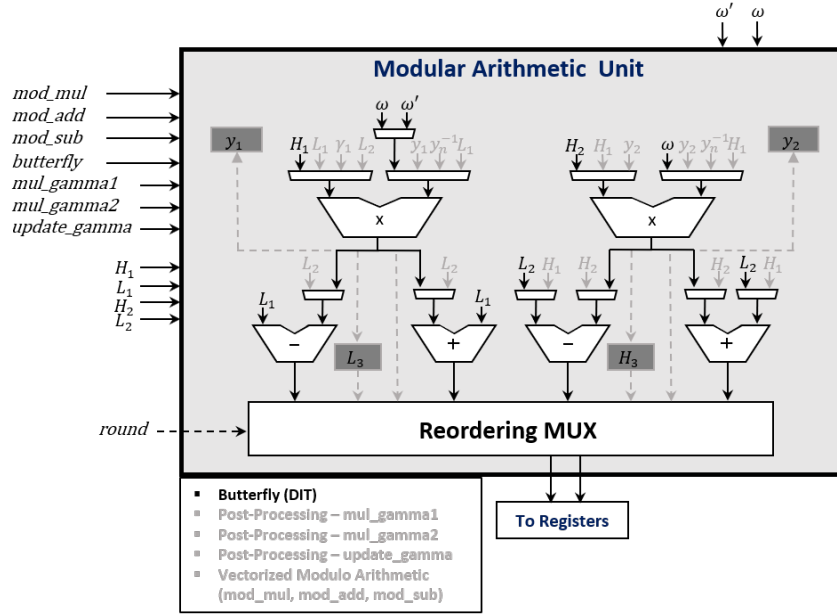 ω′ ω
Modular Arithmetic Unit
mod_mul
mod_add
mod_sub
butterfly
mul_gamma1
mul_gamma2
update_gamma
H₁
L₁
H₂
L₂
ω ω′
y₁
H₁ L₁ γ₁ L₂
y₁ yₙ⁻¹ L₁
H₂ H₁ y₂
ω y₂ yₙ⁻¹ H₁
y₂
x
x
L₂
L₂
L₂ H₁
H₂
H₂ L₂ H₁
L₁
L₁
−
L₃
+
−
H₃
+
round
Reordering MUX
▪ Butterfly (DIT)
▪ Post-Processing – mul_gamma1
▪ Post-Processing – mul_gamma2
▪ Post-Processing – update_gamma
▪ Vectorized Modulo Arithmetic
(mod_mul, mod_add, mod_sub)
To Registers